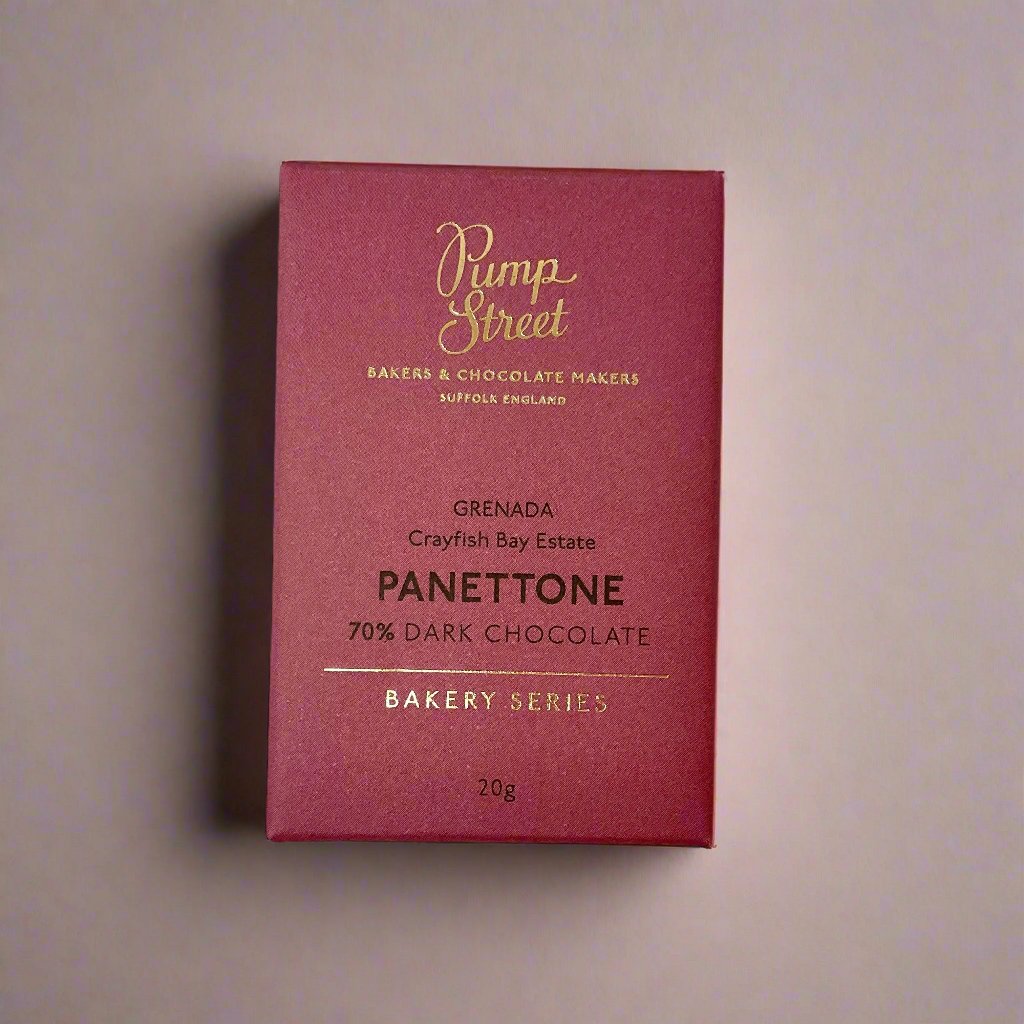 Pump
Street
BAKERS & CHOCOLATE MAKERS
SUFFOLK ENGLAND
GRENADA
Crayfish Bay Estate
PANETTONE
70% DARK CHOCOLATE
BAKERY SERIES
20g